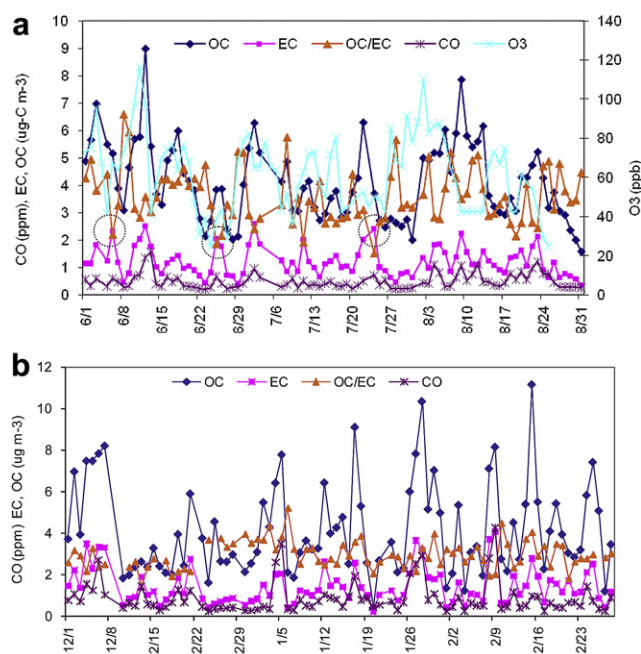 a
OC EC OC/EC CO O3
CO (ppm), EC, OC (ug-C m-3)
10
9
8
7
6
5
4
3
2
1
0
O3 (ppb)
140
120
100
80
60
40
20
0
6/1 6/8 6/15 6/22 6/29 7/6 7/13 7/20 7/27 8/3 8/10 8/17 8/24 8/31
b
OC EC OC/EC CO
CO (ppm) EC, OC (ug m-3)
12
10
8
6
4
2
0
12/1 12/8 12/15 12/22 12/29 1/5 1/12 1/19 1/26 2/2 2/9 2/16 2/23